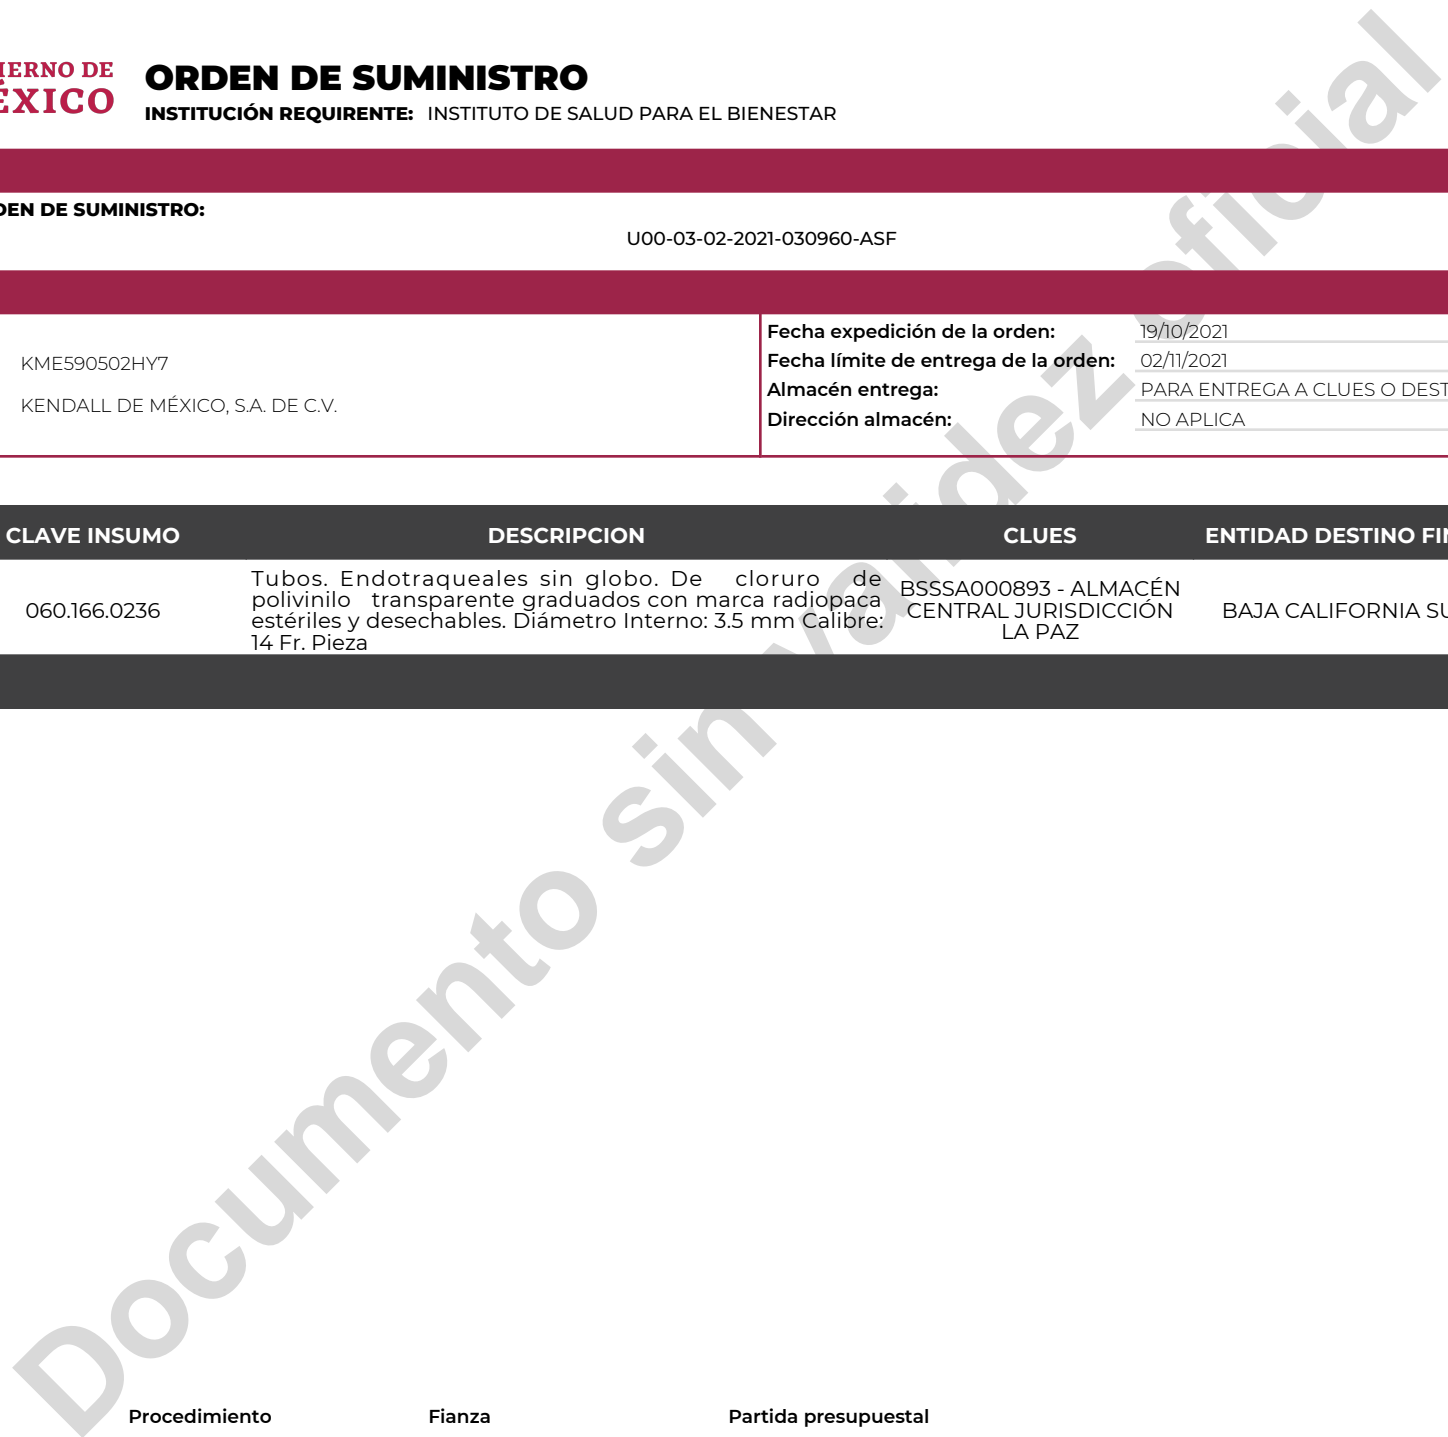 IERNO DE
ÉXICO
ORDEN DE SUMINISTRO
INSTITUCIÓN REQUIRENTE: INSTITUTO DE SALUD PARA EL BIENESTAR
DEN DE SUMINISTRO:
U00-03-02-2021-030960-ASF
KME590502HY7
KENDALL DE MÉXICO, S.A. DE C.V.
Fecha expedición de la orden: 19/10/2021
Fecha límite de entrega de la orden: 02/11/2021
Almacén entrega: PARA ENTREGA A CLUES O DEST
Dirección almacén: NO APLICA
CLAVE INSUMO DESCRIPCION CLUES ENTIDAD DESTINO FIN
060.166.0236
Tubos. Endotraqueales sin globo. De cloruro de
polivinilo transparente graduados con marca radiopaca
estériles y desechables. Diámetro Interno: 3.5 mm Calibre:
14 Fr. Pieza
BSSSA000893 - ALMACÉN
CENTRAL JURISDICCIÓN
LA PAZ
BAJA CALIFORNIA SU
Documento sin validez oficial
Procedimiento Fianza Partida presupuestal